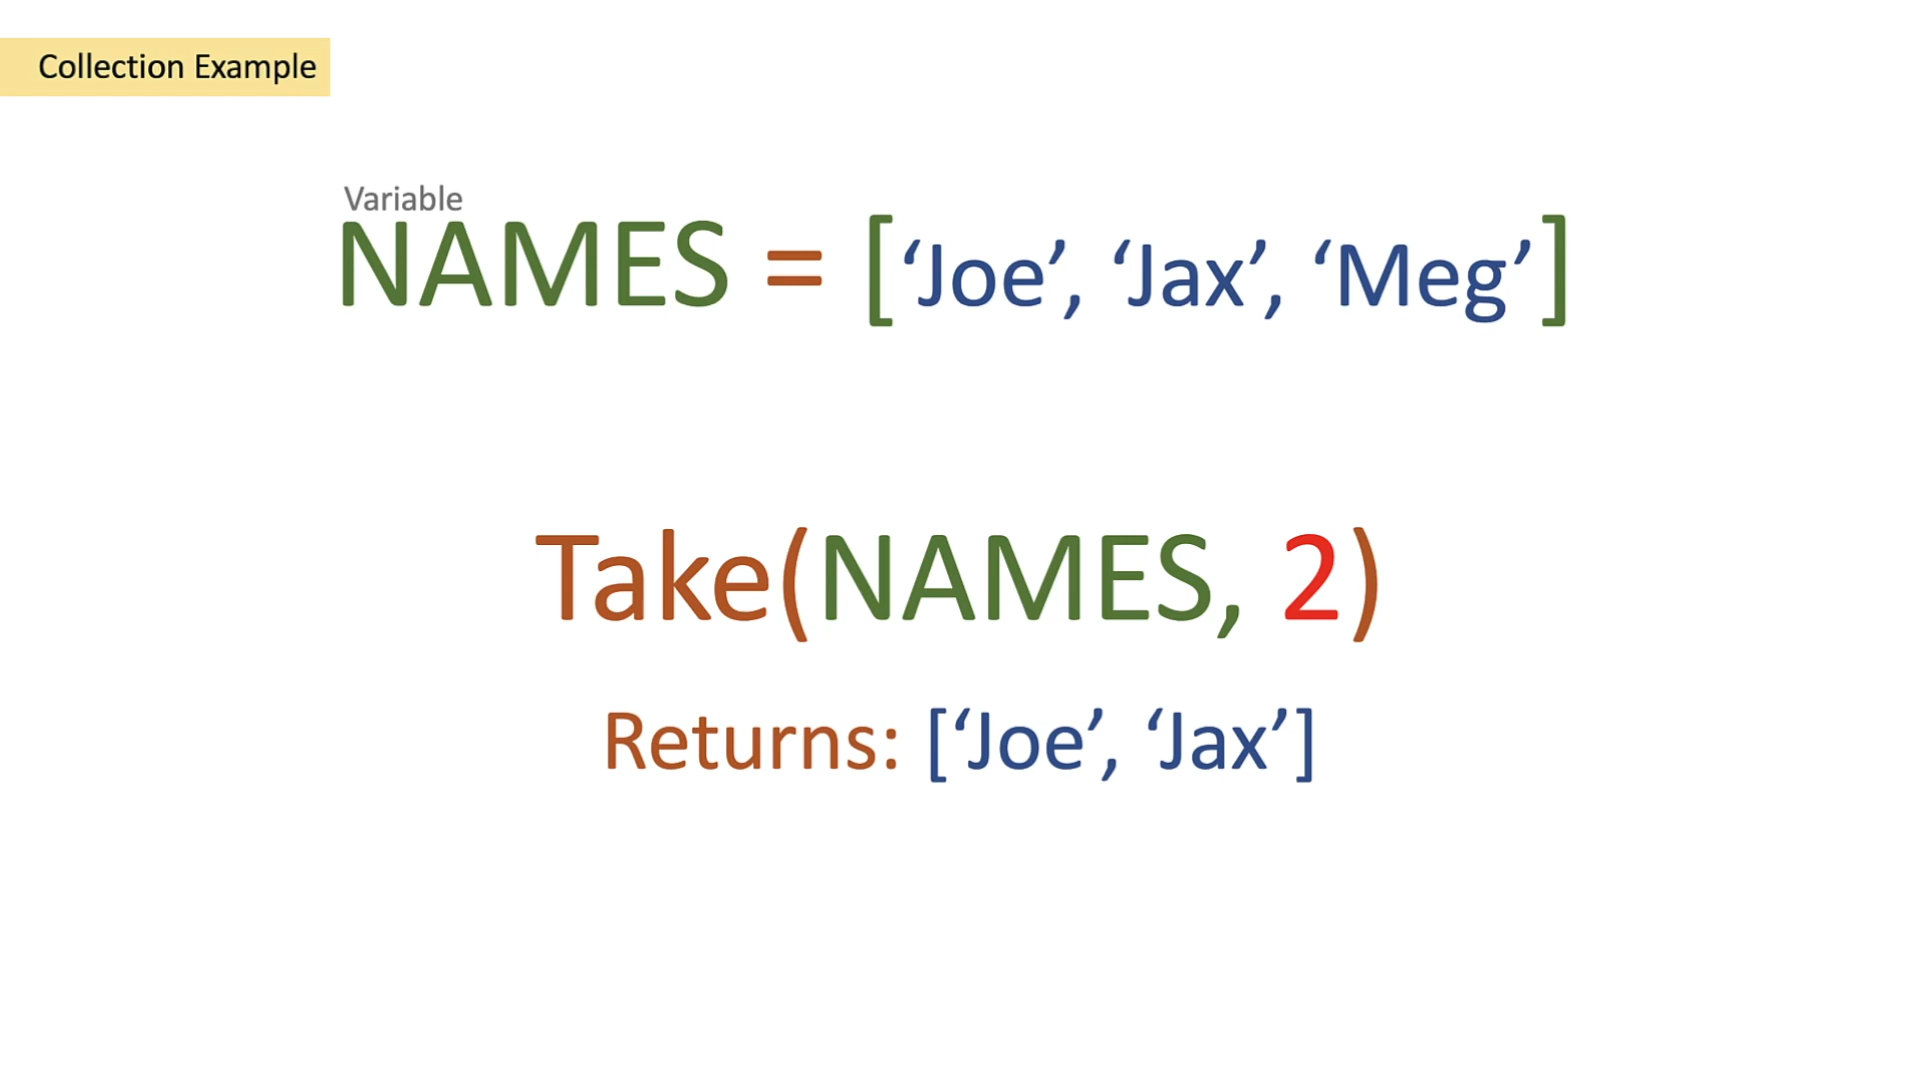 Collection Example
Variable
NAMES = [‘Joe’, ‘Jax’, ‘Meg’]
Take(NAMES, 2)
Returns: [‘Joe’, ‘Jax’]